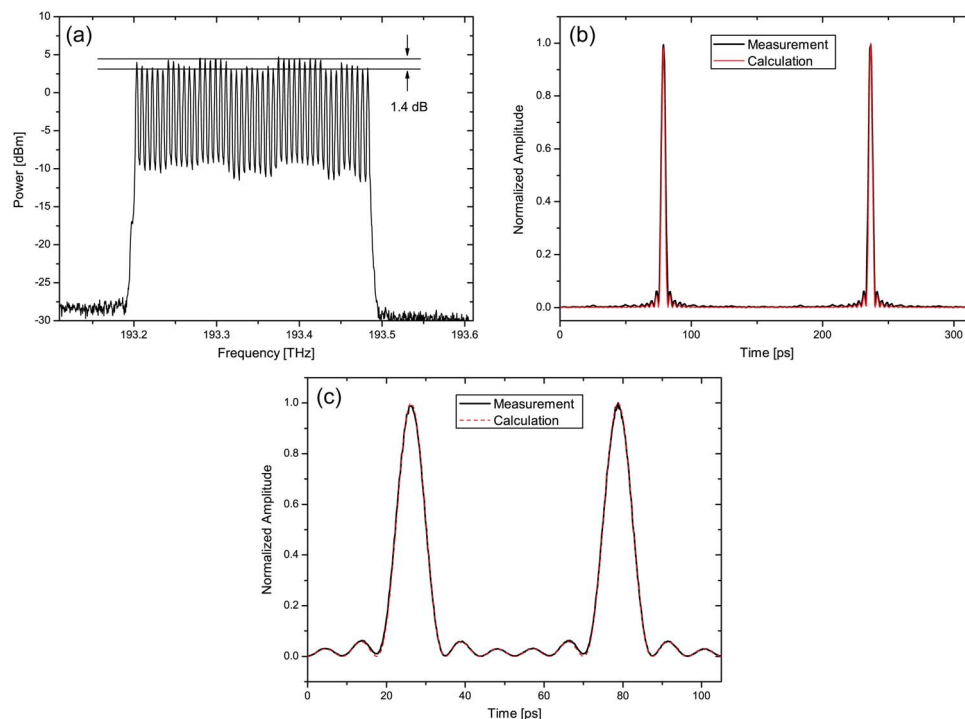 (a)
10
5
0
-5
-10
-15
-20
-25
-30
Power [dBm]
1.4 dB
193.2
193.3
193.4
193.5
193.6
Frequency [THz]
(b)
Measurement
Calculation
1.0
0.8
0.6
0.4
0.2
0.0
Normalized Amplitude
0
100
200
300
Time [ps]
(c)
Measurement
Calculation
1.0
0.8
0.6
0.4
0.2
0.0
Normalized Amplitude
0
20
40
60
80
100
Time [ps]